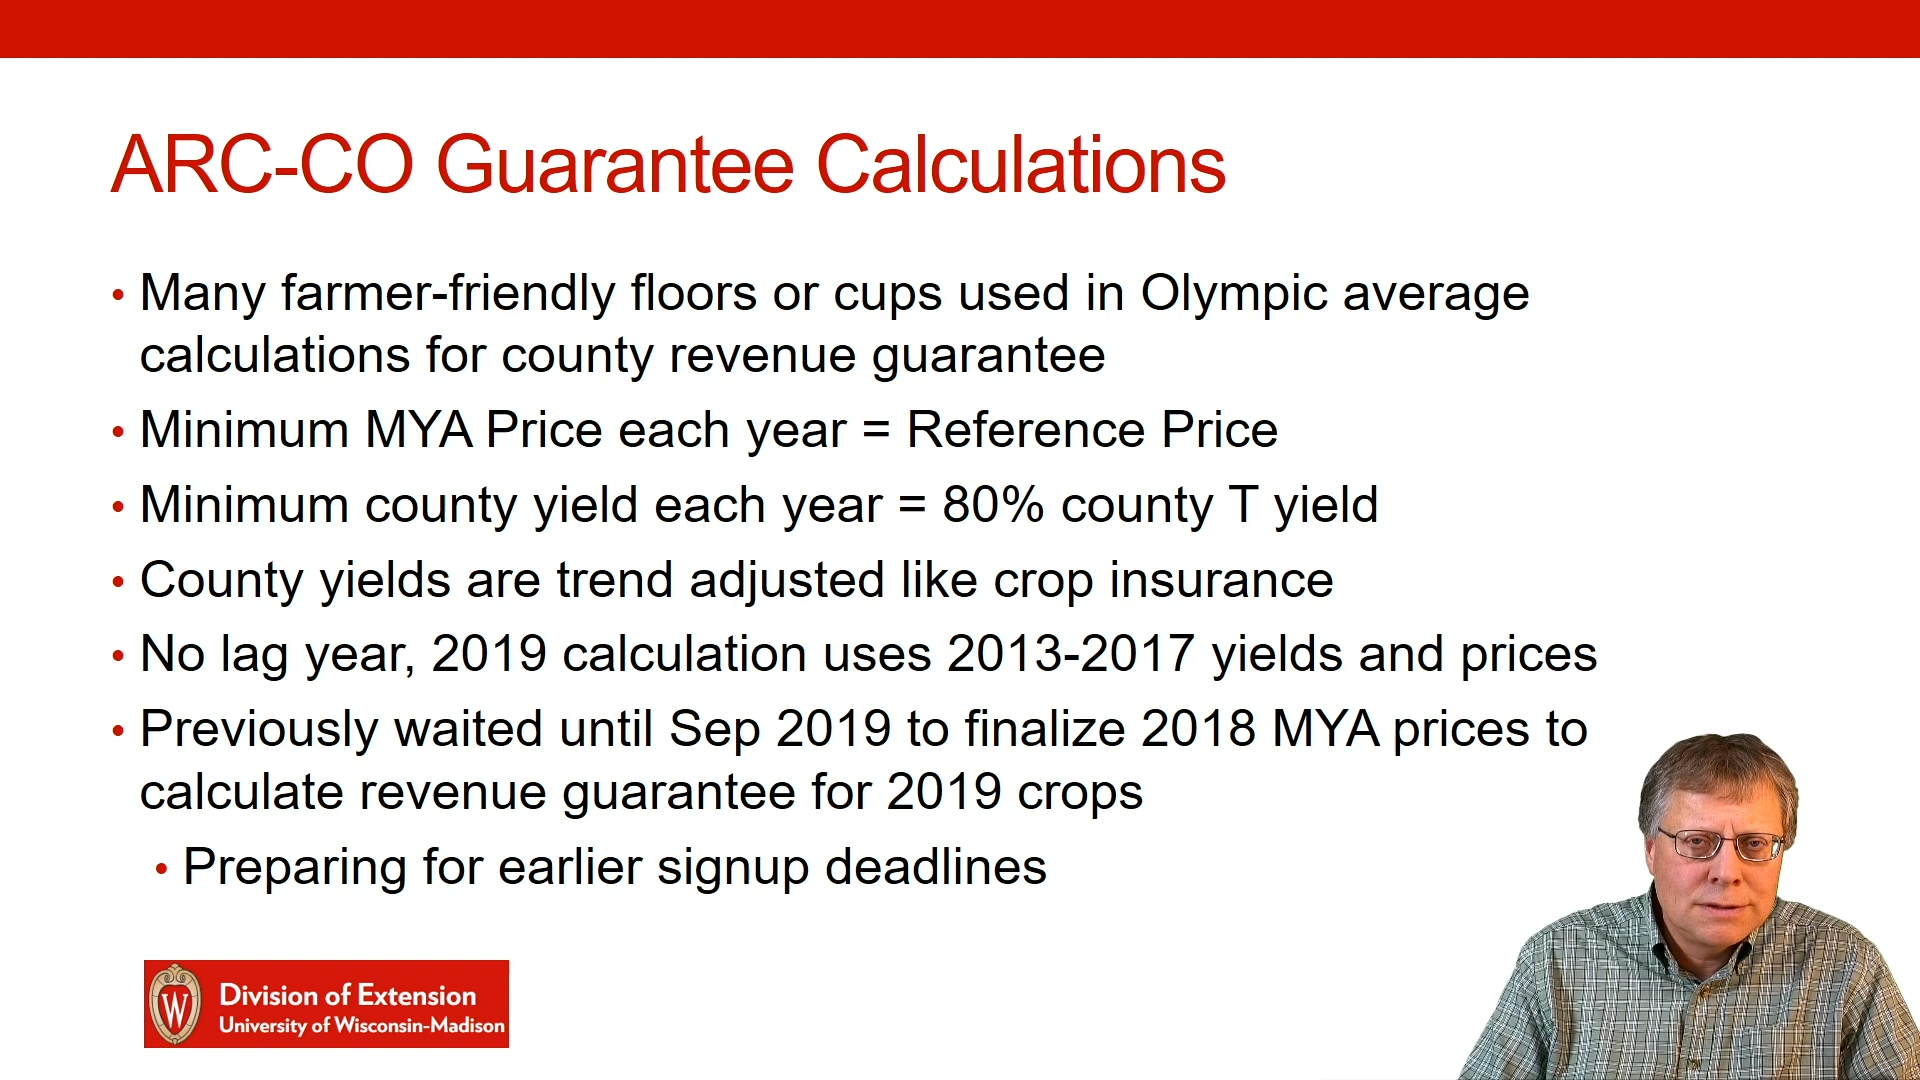 ARC-CO Guarantee Calculations
• Many farmer-friendly floors or cups used in Olympic average
calculations for county revenue guarantee
• Minimum MYA Price each year = Reference Price
• Minimum county yield each year = 80% county T yield
• County yields are trend adjusted like crop insurance
• No lag year, 2019 calculation uses 2013-2017 yields and prices
• Previously waited until Sep 2019 to finalize 2018 MYA prices to
calculate revenue guarantee for 2019 crops
• Preparing for earlier signup deadlines
W
Division of Extension
University of Wisconsin-Madison